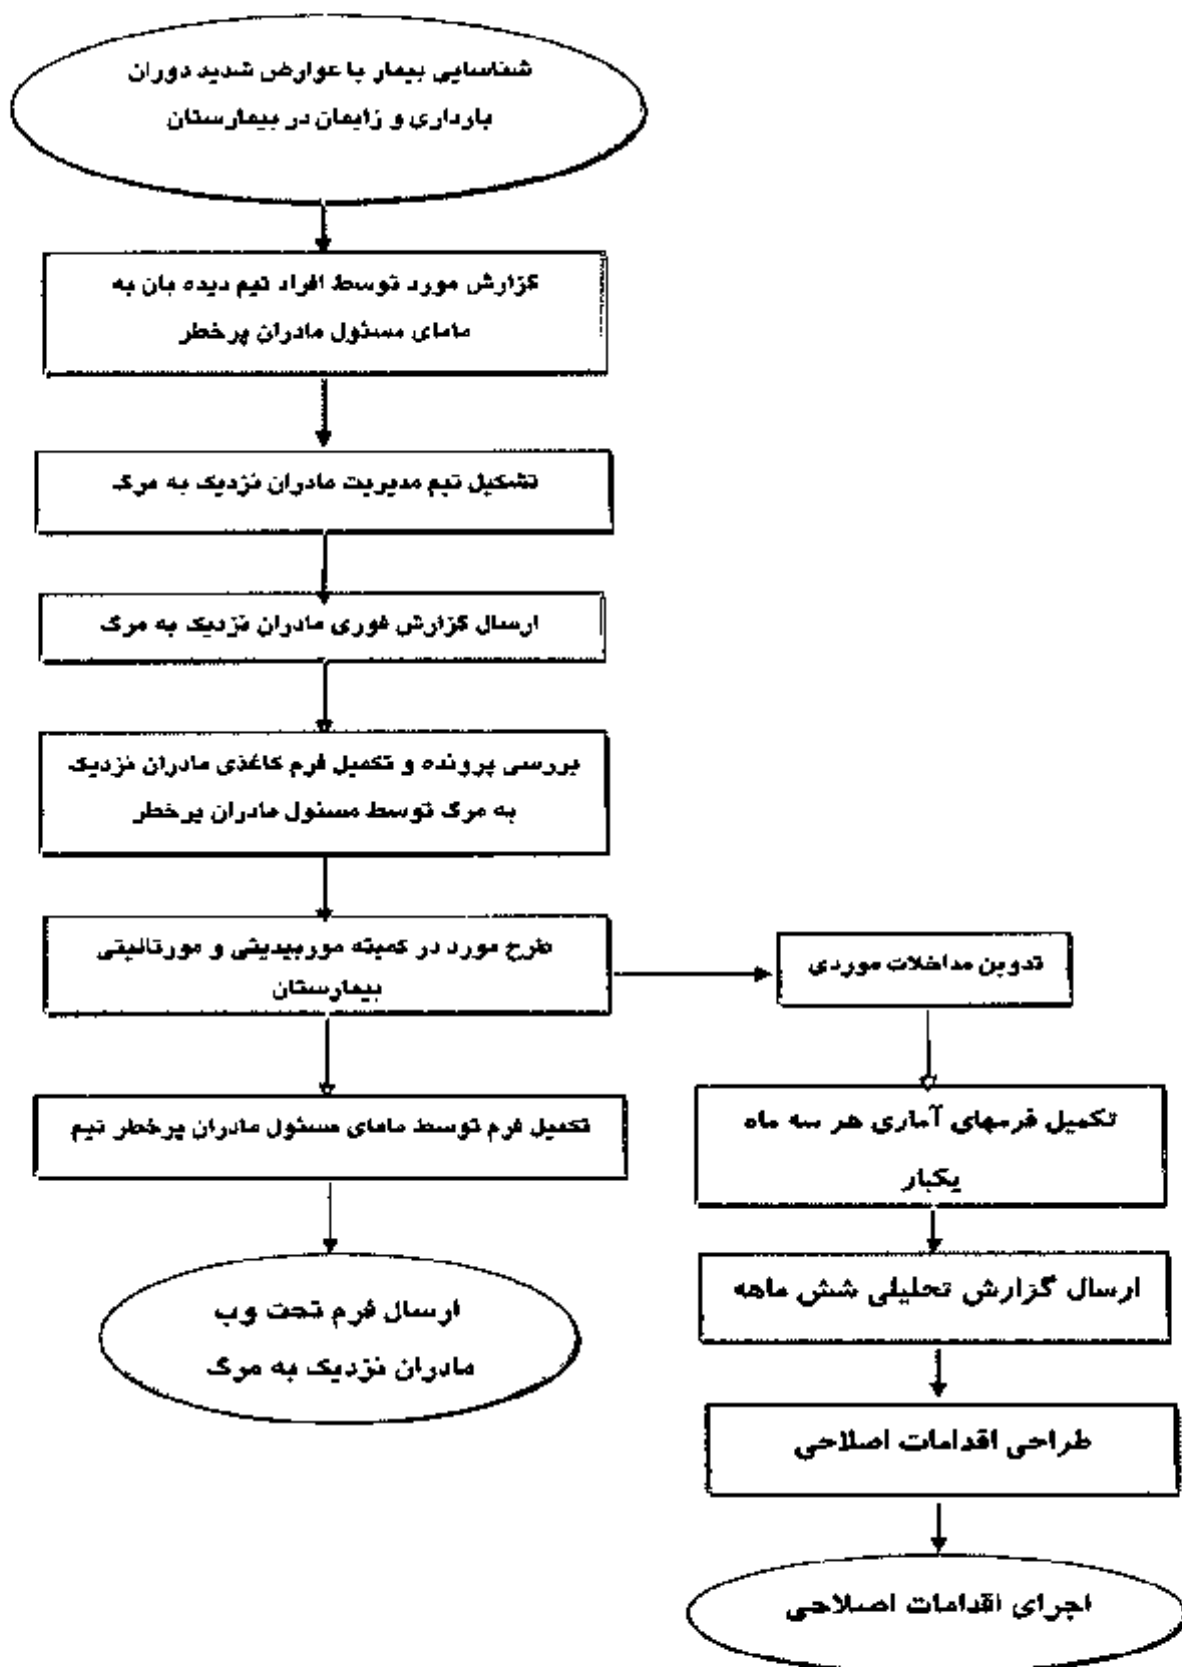 شناسایی بیمار با عوارض شدید دوران
بارداری و زایمان در بیمارستان
گزارش مورد توسط افراد تیم دیده بان به
مامای مسئول مادران پرخطر
تشکیل تیم مدیریت مادران نزدیک به مرگ
ارسال گزارش فوری مادران نزدیک به مرگ
بررسی پرونده و تکمیل فرم کاغذی مادران نزدیک
به مرگ توسط مسئول مادران پرخطر
طرح مورد در کمیته موربیدیتی و مورتالیتی
بیمارستان
تکمیل فرم توسط مامای مسئول مادران پرخطر تیم
ارسال فرم تحت وب
مادران نزدیک به مرگ
تدوین مداخلات موردی
تکمیل فرمهای آماری هر سه ماه
یکبار
ارسال گزارش تحلیلی شش ماهه
طراحی اقدامات اصلاحی
اجرای اقدامات اصلاحی